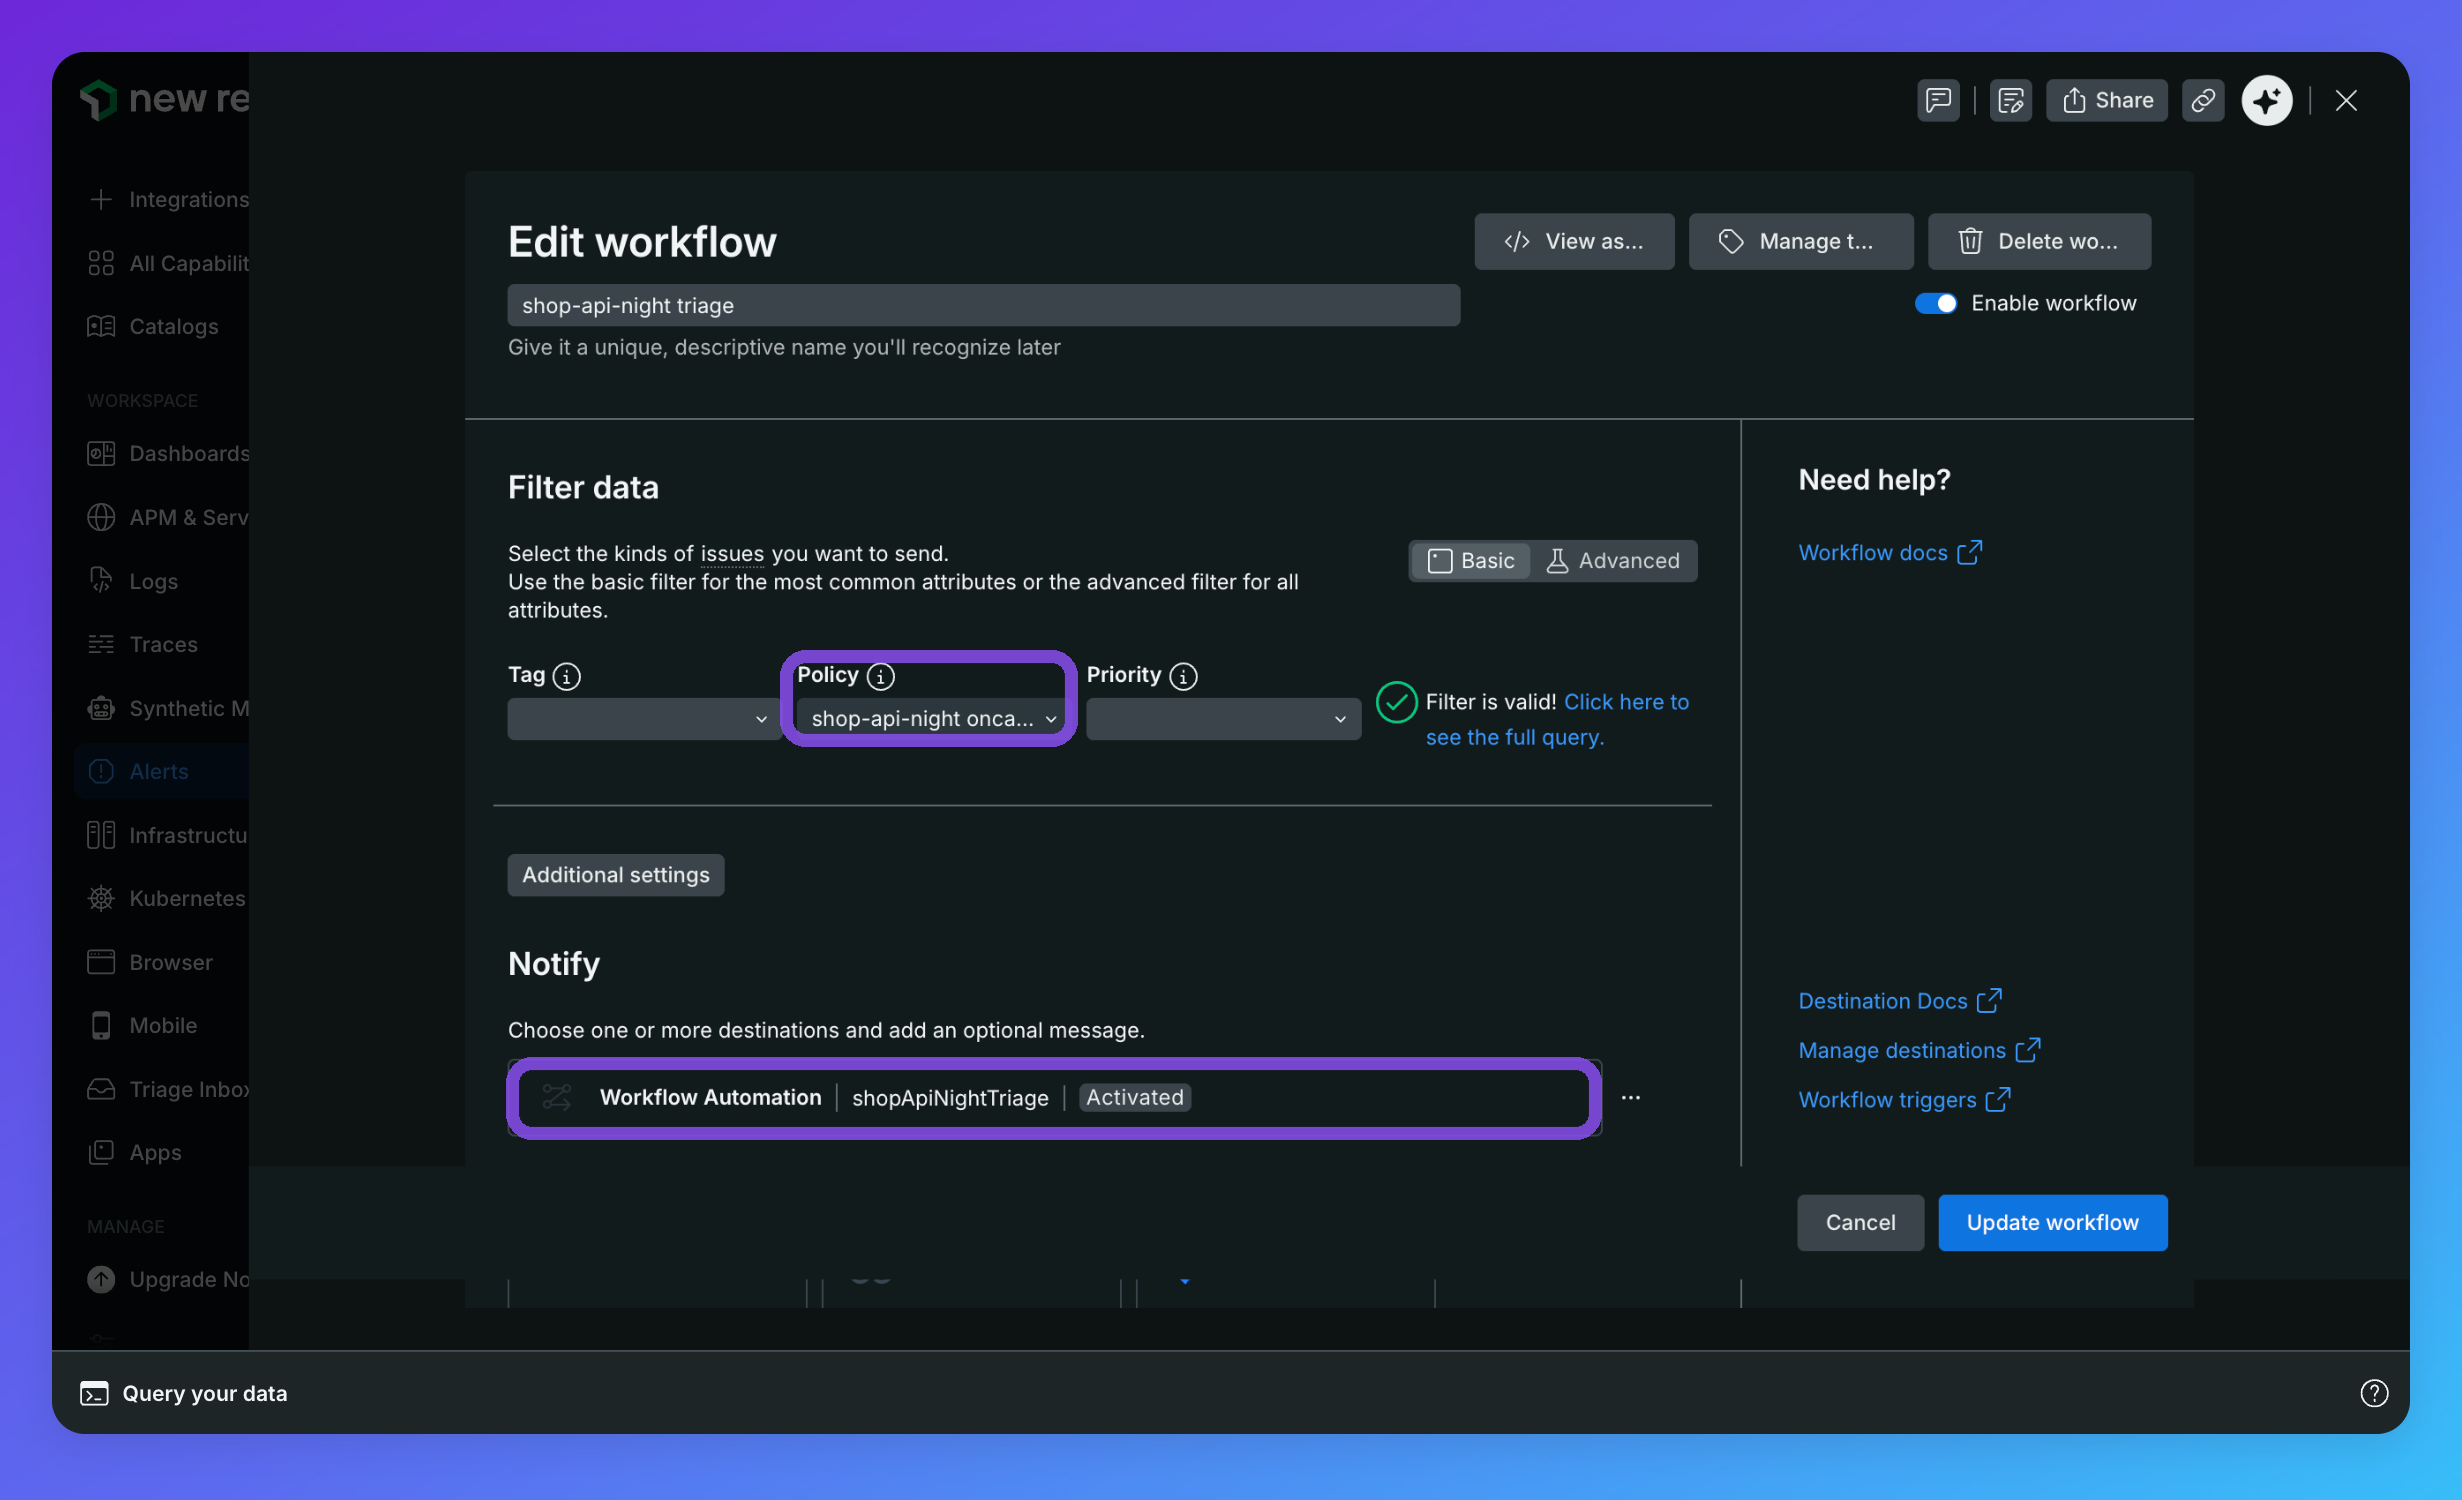 new re
Share
Integrations
All Capabilit
Catalogs
WORKSPACE
Dashboards
APM & Serv
Logs
Traces
Synthetic M
Alerts
Infrastructu
Kubernetes
Browser
Mobile
Triage Inbox
Apps
MANAGE
Upgrade No
Edit workflow
View as...
Manage t...
Delete wo...
shop-api-night triage
Enable workflow
Give it a unique, descriptive name you'll recognize later
Filter data
Select the kinds of issues you want to send.
Use the basic filter for the most common attributes or the advanced filter for all
attributes.
Basic
Advanced
Tag
Policy
Priority
shop-api-night onca...
Filter is valid! Click here to
see the full query.
Additional settings
Notify
Choose one or more destinations and add an optional message.
Workflow Automation | shopApiNightTriage | Activated
...
Need help?
Workflow docs
Destination Docs
Manage destinations
Workflow triggers
Cancel
Update workflow
Query your data